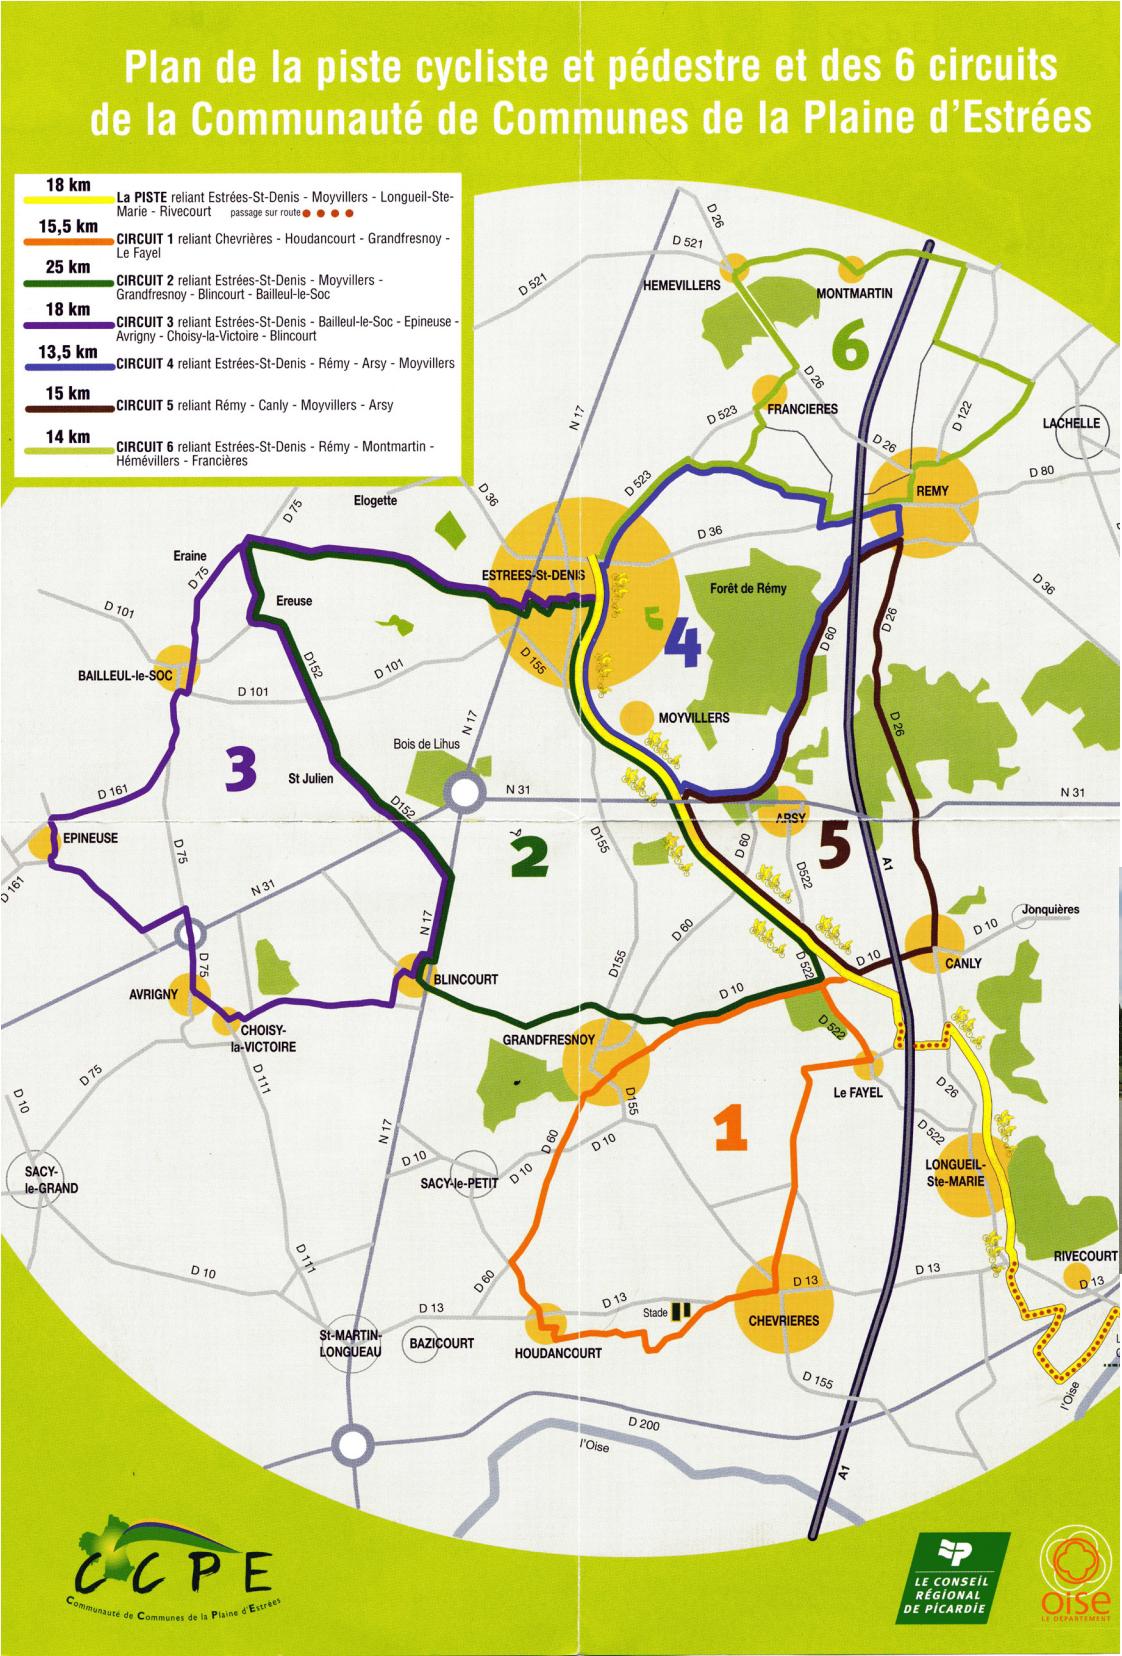 Plan de la piste cycliste et pédestre et des 6 circuits
de la Communauté de Communes de la Plaine d'Estrées
18 km
La PISTE reliant Estrées-St-Denis - Moyvillers - Longueil-Ste-
Marie - Rivecourt passage sur route
15,5 km
CIRCUIT 1 reliant Chevrières - Houdancourt - Grandfresnoy -
Le Fayel
25 km
CIRCUIT 2 reliant Estrées-St-Denis - Moyvillers -
Grandfresnoy - Blincourt - Bailleul-le-Soc
18 km
CIRCUIT 3 reliant Estrées-St-Denis - Bailleul-le-Soc - Epineuse -
Avrigny - Choisy-la-Victoire - Blincourt
13,5 km
CIRCUIT 4 reliant Estrées-St-Denis - Rémy - Arsy - Moyvillers
15 km
CIRCUIT 5 reliant Rémy - Canly - Moyvillers - Arsy
14 km
CIRCUIT 6 reliant Estrées-St-Denis - Rémy - Montmartin -
Hémévillers - Francières
D 26
D 521
D 521
HEMEVILLERS
MONTMARTIN
6
D 26
FRANCIERES
D 523
N 17
D 122
LACHELLE
D 26
D 80
REMY
D 523
D 36
Elogette
D 75
D 36
Eraine
D 75
ESTREES-St-DENIS
Forêt de Rémy
D 36
Ereuse
D 101
4
D 60
D 26
D 155
D152
D 101
BAILLEUL-le-SOC
D 101
MOYVILLERS
D 26
N 17
Bois de Lihus
3
St Julien
D 161
N 31
N 31
D152
ARSY
EPINEUSE
2
D155
D 60
5
D 75
A1
D522
D 161
N 31
N 17
D 60
Jonquières
D 10
D155
D 522
D 10
CANLY
D 75
BLINCOURT
AVRIGNY
D 10
CHOISY-
la-VICTOIRE
GRANDFRESNOY
D 522
D 75
D 111
Le FAYEL
D 26
D 10
D155
1
N 17
D 60
D 10
D 522
D 10
D 10
SACY-
le-GRAND
SACY-le-PETIT
LONGUEIL-
Ste-MARIE
RIVECOURT
D 111
D 10
D 60
D 13
D 13
D 13
D 13
D 13
Stade
CHEVRIERES
St-MARTIN-
LONGUEAU
BAZICOURT
HOUDANCOURT
D 155
l'Oise
D 200
l'Oise
A1
CCPE
Communauté de Communes de la Plaine d'Estrées
LE CONSEIL
RÉGIONAL
DE PICARDIE
oise
LE DÉPARTEMENT